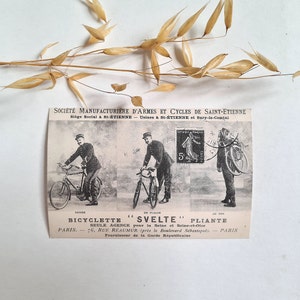 Société Manufacturière d'Armes et Cycles de Saint-Étienne
Siège Social à St-ÉTIENNE — Usines à St-ÉTIENNE et Sury-le-Comtal
5
BICYCLETTE "SVELTE" PLIANTE
SEULE AGENCE pour la Seine et Seine-et-Oise
PARIS. — 76, Rue Réaumur (près le Boulevard Sébastopol) — PARIS
Fournisseur de la Garde Républicaine